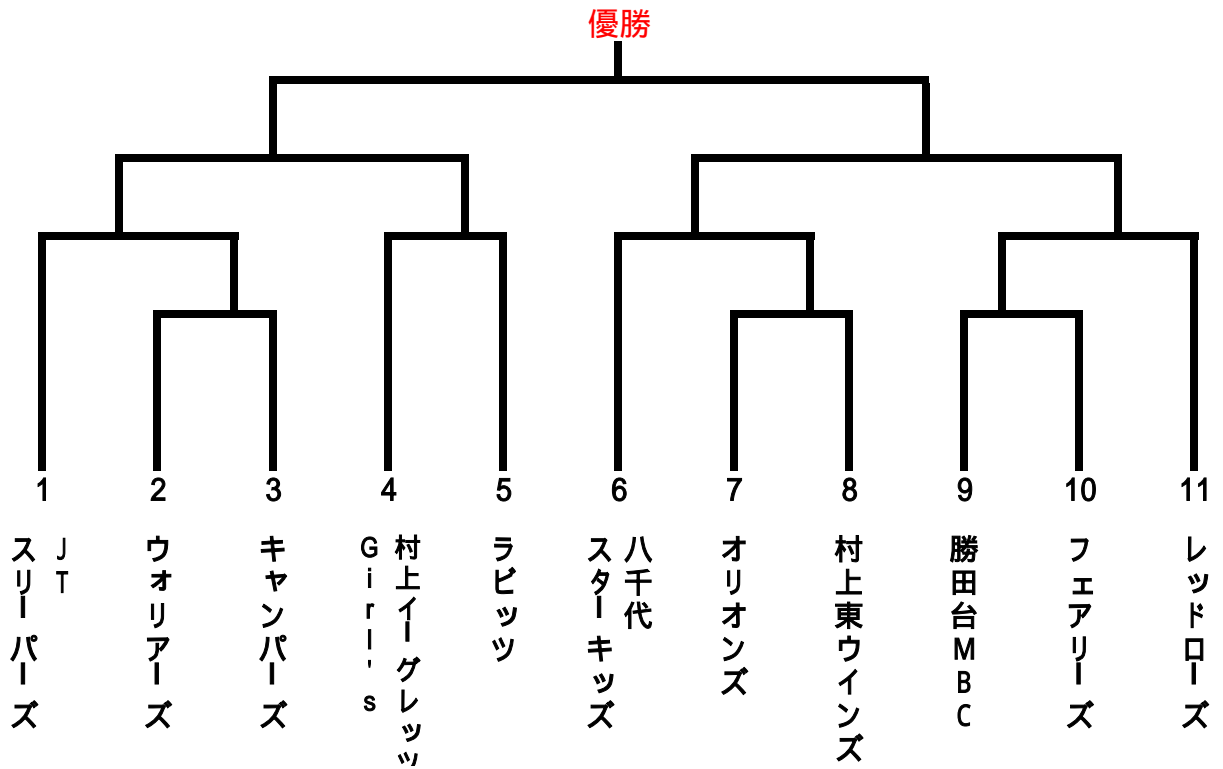 優勝
1
2
3
4
5
6
7
8
9
10
11
JT
スリーパーズ
ウォリアーズ
キャンパーズ
村上イーグレッツ
Girl's
ラビッツ
八千代
スターキッズ
オリオンズ
村上東ウインズ
勝田台MBC
フェアリーズ
レッドローズ